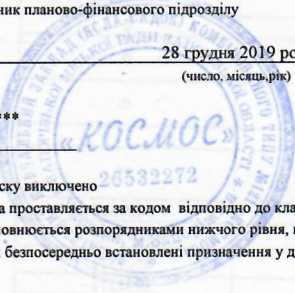 ник планово-фінансового підрозділу
28 грудня 2019 ро
(число, місяць,рік)
**
«КОСМОС»
26532272
ску виключено
а проставляється за кодом відповідно до кла
овнюється розпорядниками нижчого рівня,
безпосередньо встановлені призначення у д